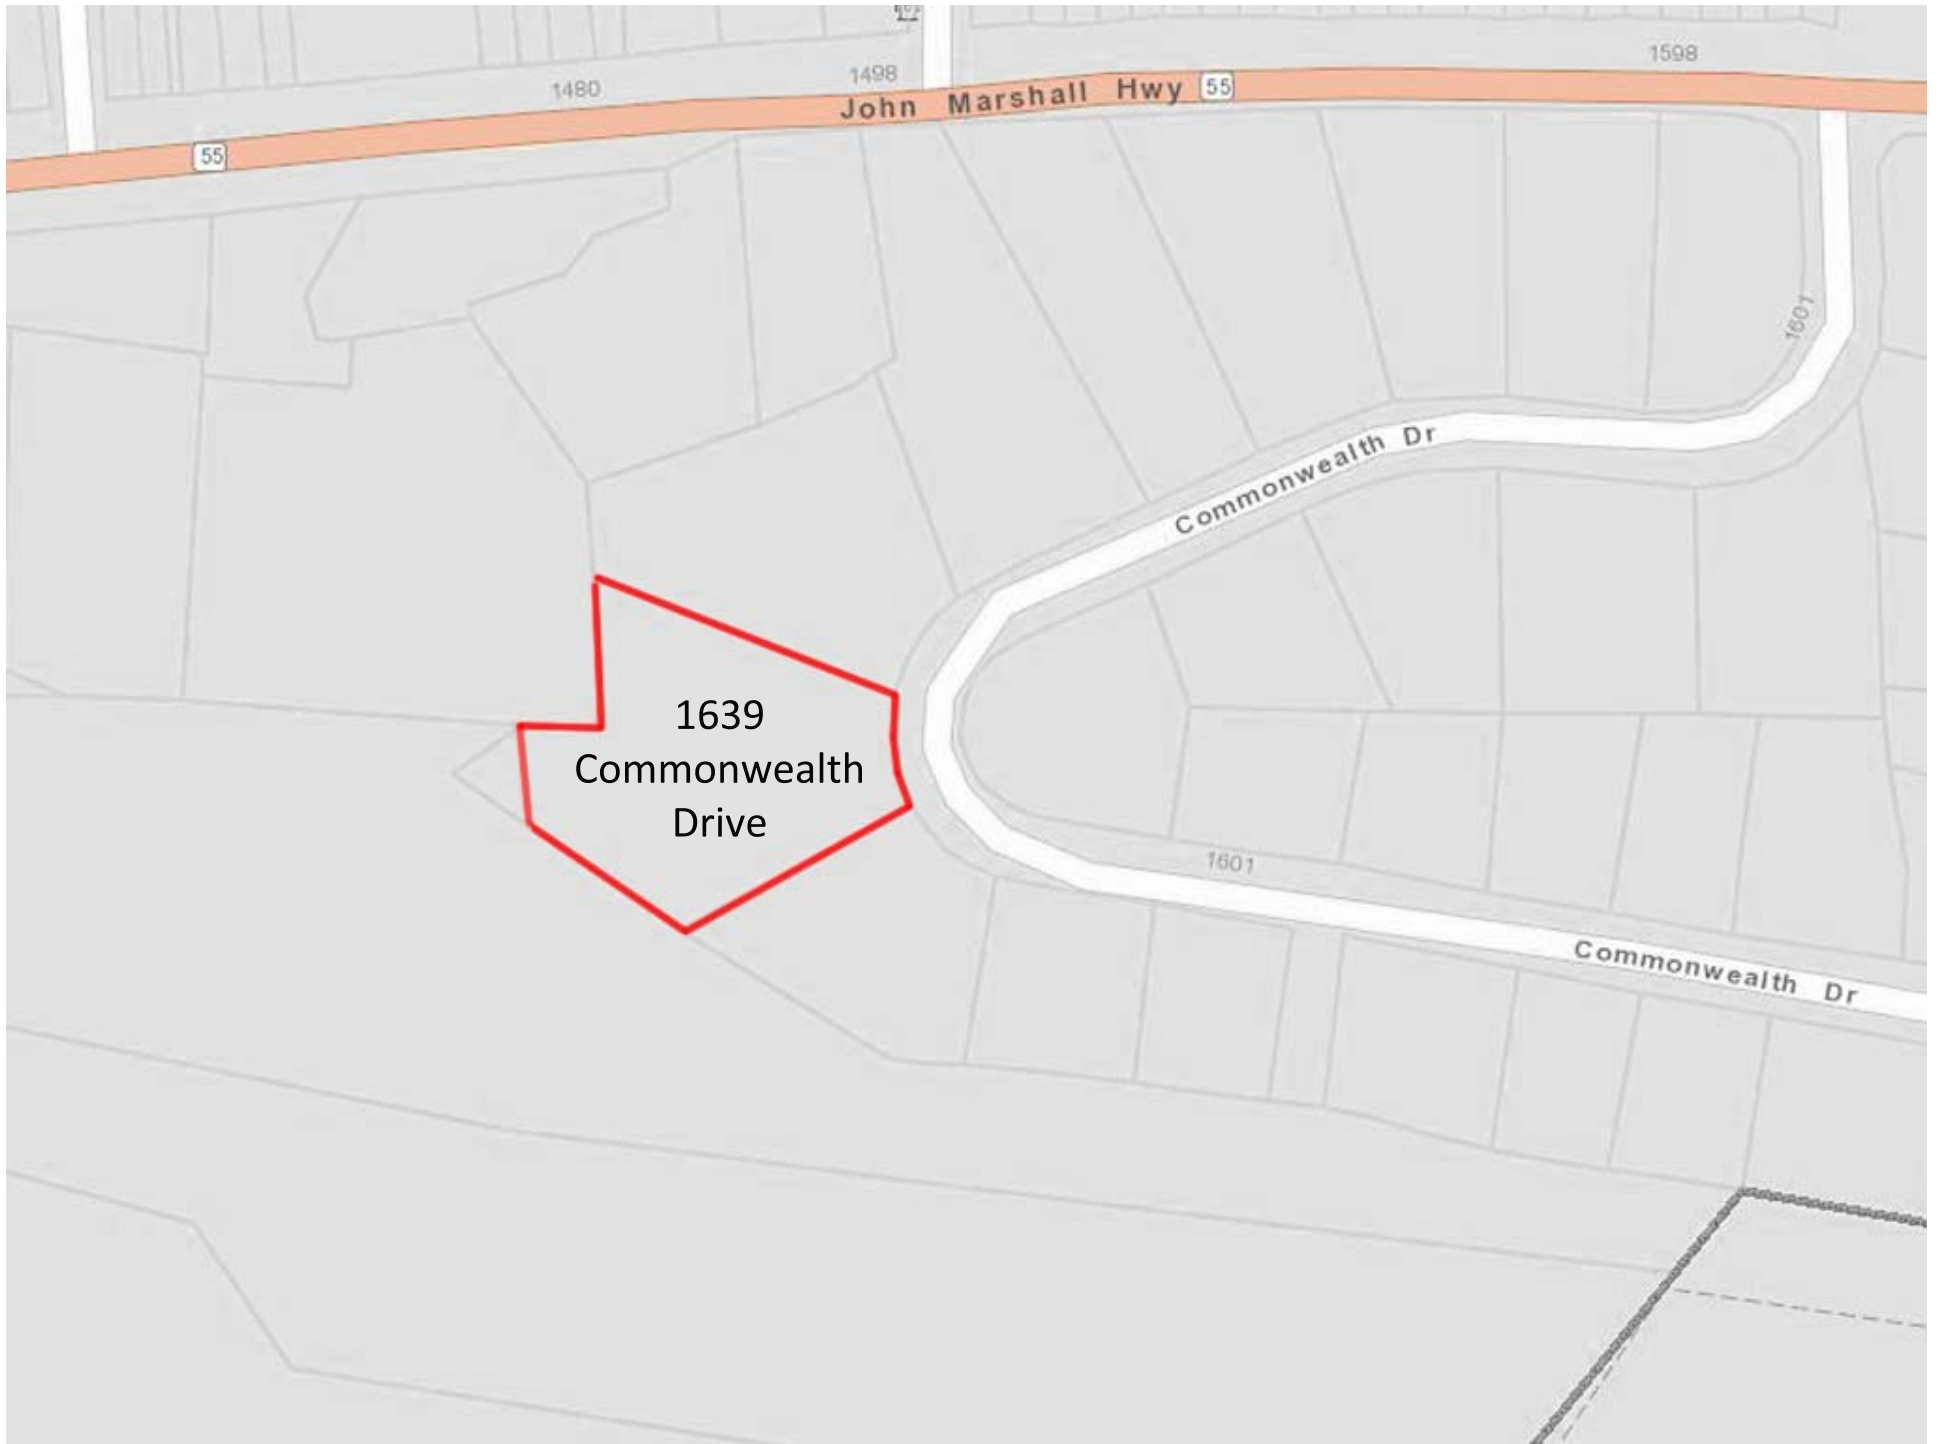 1598
1480
1498
John Marshall Hwy 55
55
1601
Commonwealth Dr
1639
Commonwealth
Drive
1601
Commonwealth Dr